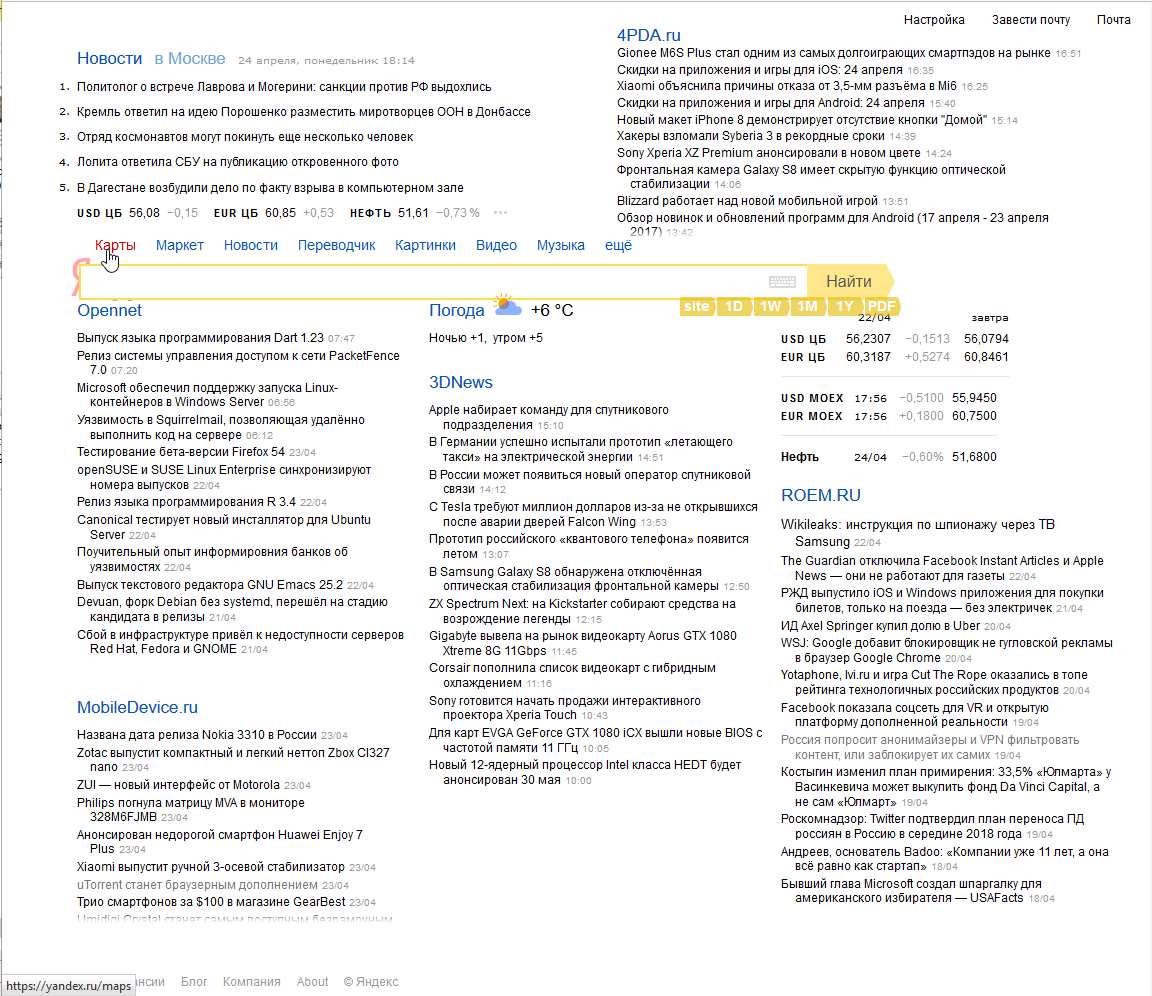 Настройка Завести почту Почта
Новости в Москве 24 апреля, понедельник 18:14
1. Политолог о встрече Лаврова и Могерини: санкции против РФ выдохлись
2. Кремль ответил на идею Порошенко разместить миротворцев ООН в Донбассе
3. Отряд космонавтов могут покинуть еще несколько человек
4. Лолита ответила СБУ на публикацию откровенного фото
5. В Дагестане возбудили дело по факту взрыва в компьютерном зале
USD ЦБ 56,08 −0,15 EUR ЦБ 60,85 +0,53 НЕФТЬ 51,61 −0,73 % ···
4PDA.ru
Gionee M6S Plus стал одним из самых долгоиграющих смартпэдов на рынке 16:51
Скидки на приложения и игры для iOS: 24 апреля 16:35
Xiaomi объяснила причины отказа от 3,5-мм разъёма в Mi6 16:25
Скидки на приложения и игры для Android: 24 апреля 15:40
Новый макет iPhone 8 демонстрирует отсутствие кнопки "Домой" 15:14
Хакеры взломали Syberia 3 в рекордные сроки 14:39
Sony Xperia XZ Premium анонсировали в новом цвете 14:24
Фронтальная камера Galaxy S8 имеет скрытую функцию оптической
стабилизации 14:06
Blizzard работает над новой мобильной игрой 13:51
Обзор новинок и обновлений программ для Android (17 апреля - 23 апреля
2017) 13:42
Карты Маркет Новости Переводчик Картинки Видео Музыка ещё
Я
Найти
site 1D 1W 1M 1Y PDF
Opennet
Выпуск языка программирования Dart 1.23 07:47
Релиз системы управления доступом к сети PacketFence
7.0 07:20
Microsoft обеспечил поддержку запуска Linux-
контейнеров в Windows Server 06:56
Уязвимость в Squirrelmail, позволяющая удалённо
выполнить код на сервере 06:12
Тестирование бета-версии Firefox 54 23/04
openSUSE и SUSE Linux Enterprise синхронизируют
номера выпусков 22/04
Релиз языка программирования R 3.4 22/04
Canonical тестирует новый инсталлятор для Ubuntu
Server 22/04
Поучительный опыт информировния банков об
уязвимостях 22/04
Выпуск текстового редактора GNU Emacs 25.2 22/04
Devuan, форк Debian без systemd, перешёл на стадию
кандидата в релизы 21/04
Сбой в инфраструктуре привёл к недоступности серверов
Red Hat, Fedora и GNOME 21/04
MobileDevice.ru
Названа дата релиза Nokia 3310 в России 23/04
Zotac выпустит компактный и легкий неттоп Zbox CI327
nano 23/04
ZUI — новый интерфейс от Motorola 23/04
Philips погнула матрицу MVA в мониторе
328M6FJMB 23/04
Анонсирован недорогой смартфон Huawei Enjoy 7
Plus 23/04
Xiaomi выпустит ручной 3-осевой стабилизатор 23/04
uTorrent станет браузерным дополнением 23/04
Трио смартфонов за $100 в магазине GearBest 23/04
Umidigi Crystal станет самым доступным безрамочным
Погода +6 °C
Ночью +1, утром +5
3DNews
Apple набирает команду для спутникового
подразделения 15:10
В Германии успешно испытали прототип «летающего
такси» на электрической энергии 14:51
В России может появиться новый оператор спутниковой
связи 14:12
С Tesla требуют миллион долларов из-за не открывшихся
после аварии дверей Falcon Wing 13:53
Прототип российского «квантового телефона» появится
летом 13:07
В Samsung Galaxy S8 обнаружена отключённая
оптическая стабилизация фронтальной камеры 12:50
ZX Spectrum Next: на Kickstarter собирают средства на
возрождение легенды 12:15
Gigabyte вывела на рынок видеокарту Aorus GTX 1080
Xtreme 8G 11Gbps 11:45
Corsair пополнила список видеокарт с гибридным
охлаждением 11:16
Sony готовится начать продажи интерактивного
проектора Xperia Touch 10:43
Для карт EVGA GeForce GTX 1080 iCX вышли новые BIOS с
частотой памяти 11 ГГц 10:05
Новый 12-ядерный процессор Intel класса HEDT будет
анонсирован 30 мая 10:00
22/04 завтра
USD ЦБ 56,2307 −0,1513 56,0794
EUR ЦБ 60,3187 +0,5274 60,8461
USD MOEX 17:56 −0,5100 55,9450
EUR MOEX 17:56 +0,1800 60,7500
Нефть 24/04 −0,60% 51,6800
ROEM.RU
Wikileaks: инструкция по шпионажу через ТВ
Samsung 22/04
The Guardian отключила Facebook Instant Articles и Apple
News — они не работают для газеты 22/04
РЖД выпустило iOS и Windows приложения для покупки
билетов, только на поезда — без электричек 21/04
ИД Axel Springer купил долю в Uber 20/04
WSJ: Google добавит блокировщик не гугловской рекламы
в браузер Google Chrome 20/04
Yotaphone, Ivi.ru и игра Cut The Rope оказались в топе
рейтинга технологичных российских продуктов 20/04
Facebook показала соцсеть для VR и открытую
платформу дополненной реальности 19/04
Россия попросит анонимайзеры и VPN фильтровать
контент, или заблокирует их самих 19/04
Костыгин изменил план примирения: 33,5% «Юлмарта» у
Васинкевича может выкупить фонд Da Vinci Capital, а
не сам «Юлмарт» 19/04
Роскомнадзор: Twitter подтвердил план переноса ПД
россиян в Россию в середине 2018 года 19/04
Андреев, основатель Badoo: «Компании уже 11 лет, а она
всё равно как стартап» 18/04
Бывший глава Microsoft создал шпаргалку для
американского избирателя — USAFacts 18/04
https://yandex.ru/maps нсии Блог Компания About © Яндекс